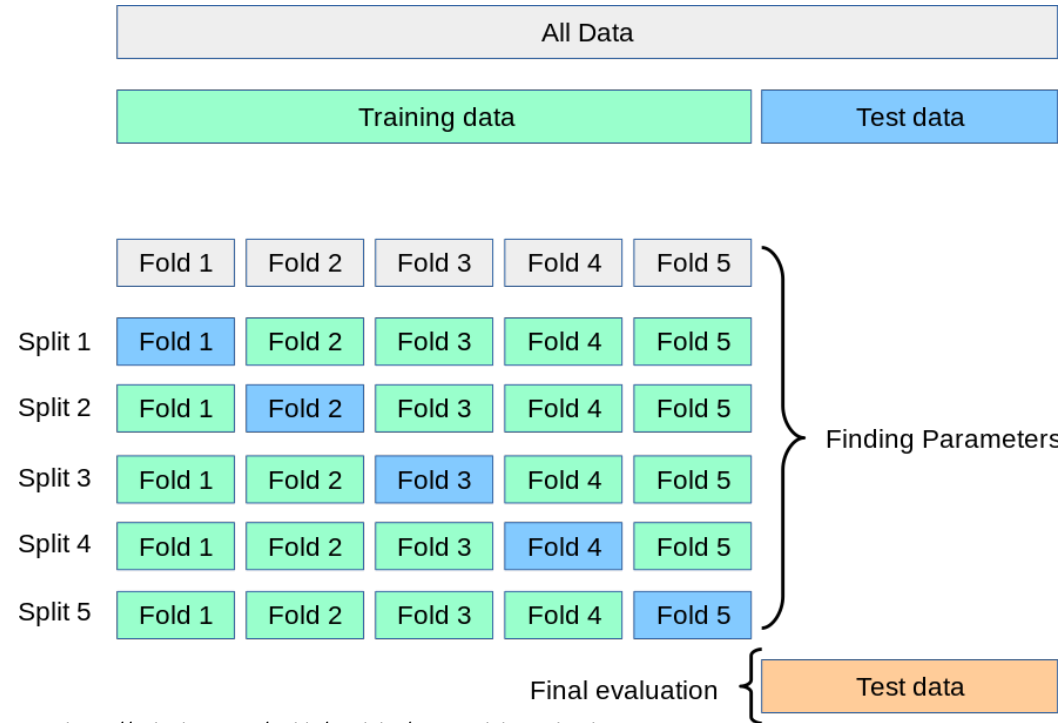 All Data
Training data Test data
Fold 1 Fold 2 Fold 3 Fold 4 Fold 5
Split 1 Fold 1 Fold 2 Fold 3 Fold 4 Fold 5
Split 2 Fold 1 Fold 2 Fold 3 Fold 4 Fold 5
Finding Parameters
Split 3 Fold 1 Fold 2 Fold 3 Fold 4 Fold 5
Split 4 Fold 1 Fold 2 Fold 3 Fold 4 Fold 5
Split 5 Fold 1 Fold 2 Fold 3 Fold 4 Fold 5
Final evaluation Test data